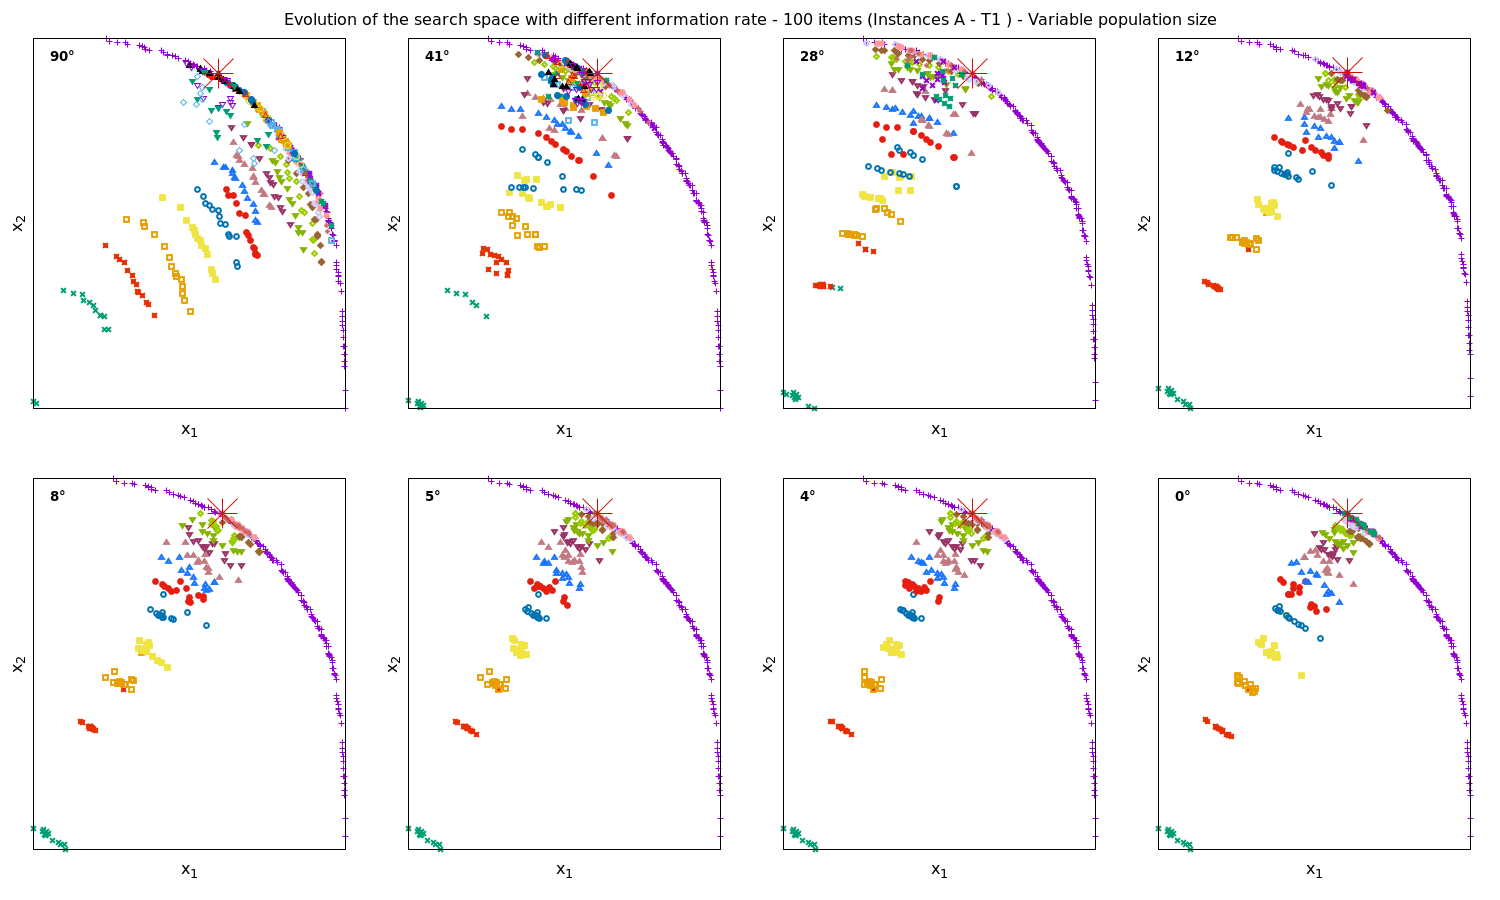 Evolution of the search space with different information rate - 100 items (Instances A - T1 ) - Variable population size
90°
41°
28°
12°
x₂
x₂
x₂
x₂
x₁
x₁
x₁
x₁
8°
5°
4°
0°
x₂
x₂
x₂
x₂
x₁
x₁
x₁
x₁